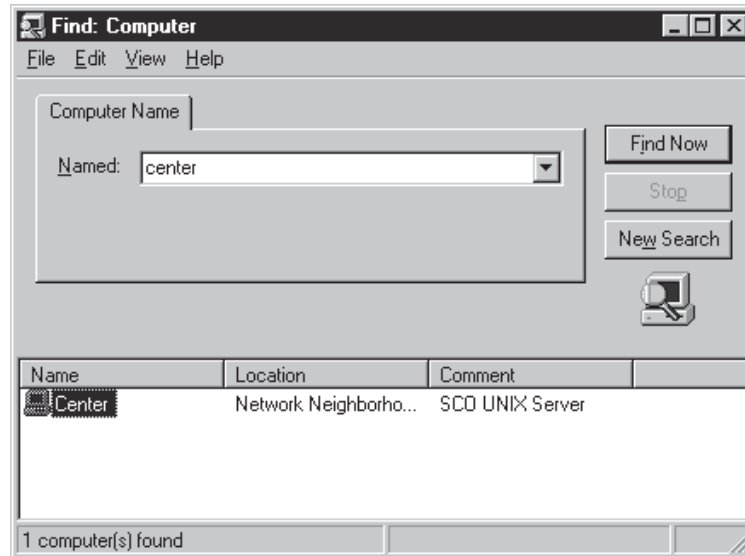 Find: Computer
File Edit View Help
Computer Name
Named: center
Find Now
Stop
New Search
Name Location Comment
Center Network Neighborho... SCO UNIX Server
1 computer(s) found